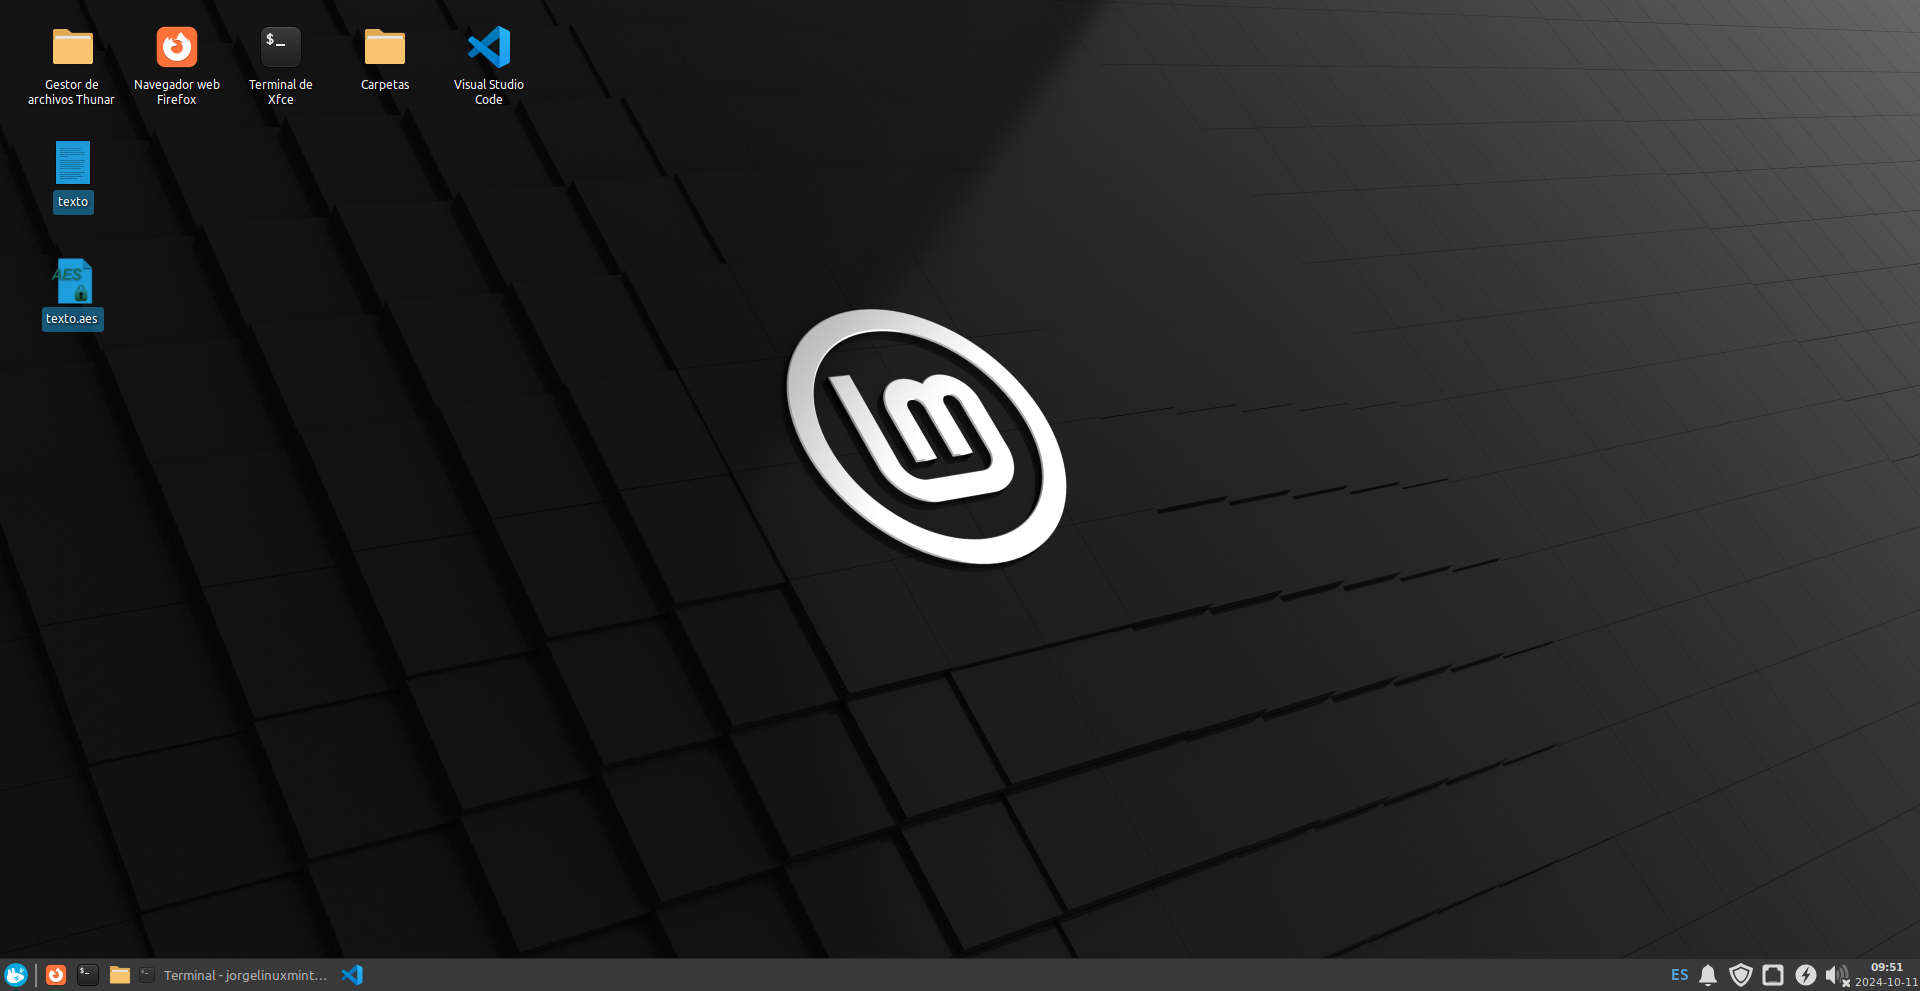 $_
Gestor de
archivos Thunar
Navegador web
Firefox
Terminal de
Xfce
Carpetas
Visual Studio
Code
texto
AES
texto.aes
lm
$_
Terminal - jorgelinuxmint...
ES
09:51
2024-10-11